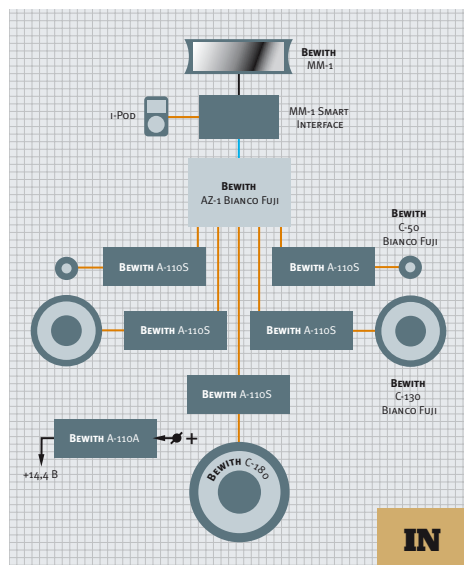 Bewith
MM-1
i-Pod
MM-1 Smart
Interface
Bewith
AZ-1 Bianco Fuji
Bewith
C-50
Bianco Fuji
Bewith A-110S
Bewith A-110S
Bewith A-110S
Bewith A-110S
Bewith A-110S
Bewith
C-130
Bianco Fuji
Bewith A-110A
+
+14,4 В
Bewith C-180
IN